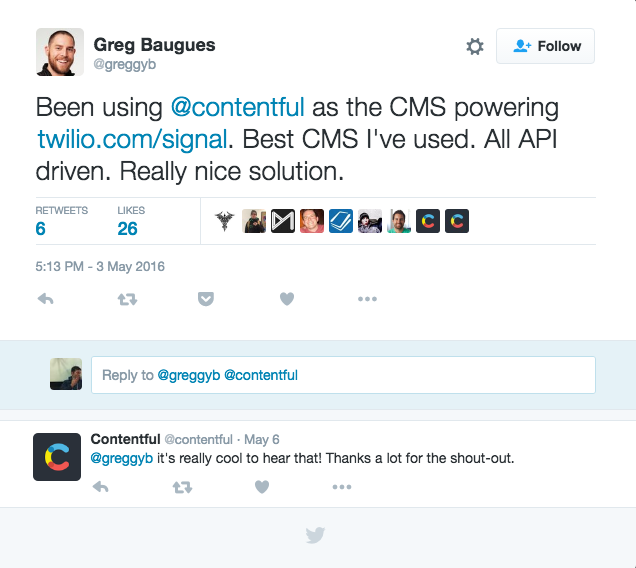 Greg Baugues
@greggyb
Follow
Been using @contentful as the CMS powering
twilio.com/signal. Best CMS I've used. All API
driven. Really nice solution.
RETWEETS LIKES
6 26
5:13 PM - 3 May 2016
Reply to @greggyb @contentful
Contentful @contentful · May 6
@greggyb it's really cool to hear that! Thanks a lot for the shout-out.